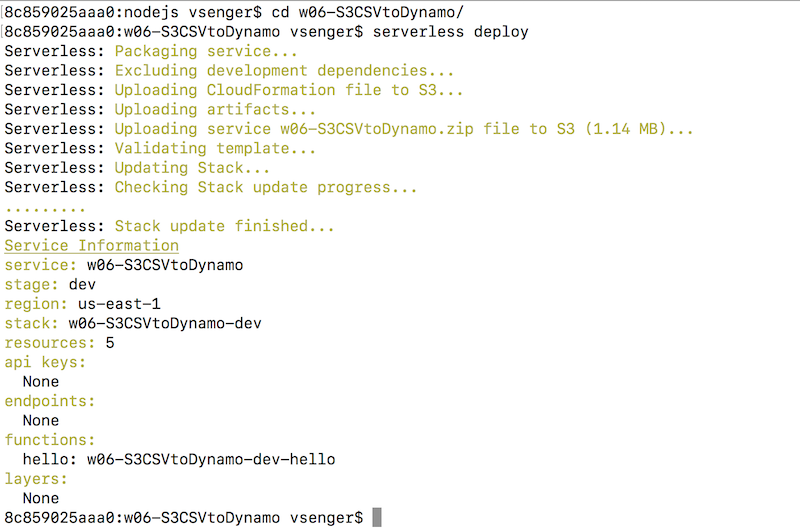 [8c859025aaa0:nodejs vsenger$ cd w06-S3CSVtoDynamo/
[8c859025aaa0:w06-S3CSVtoDynamo vsenger$ serverless deploy
Serverless: Packaging service...
Serverless: Excluding development dependencies...
Serverless: Uploading CloudFormation file to S3...
Serverless: Uploading artifacts...
Serverless: Uploading service w06-S3CSVtoDynamo.zip file to S3 (1.14 MB)...
Serverless: Validating template...
Serverless: Updating Stack...
Serverless: Checking Stack update progress...
.........
Serverless: Stack update finished...
Service Information
service: w06-S3CSVtoDynamo
stage: dev
region: us-east-1
stack: w06-S3CSVtoDynamo-dev
resources: 5
api keys:
  None
endpoints:
  None
functions:
  hello: w06-S3CSVtoDynamo-dev-hello
layers:
  None
8c859025aaa0:w06-S3CSVtoDynamo vsenger$